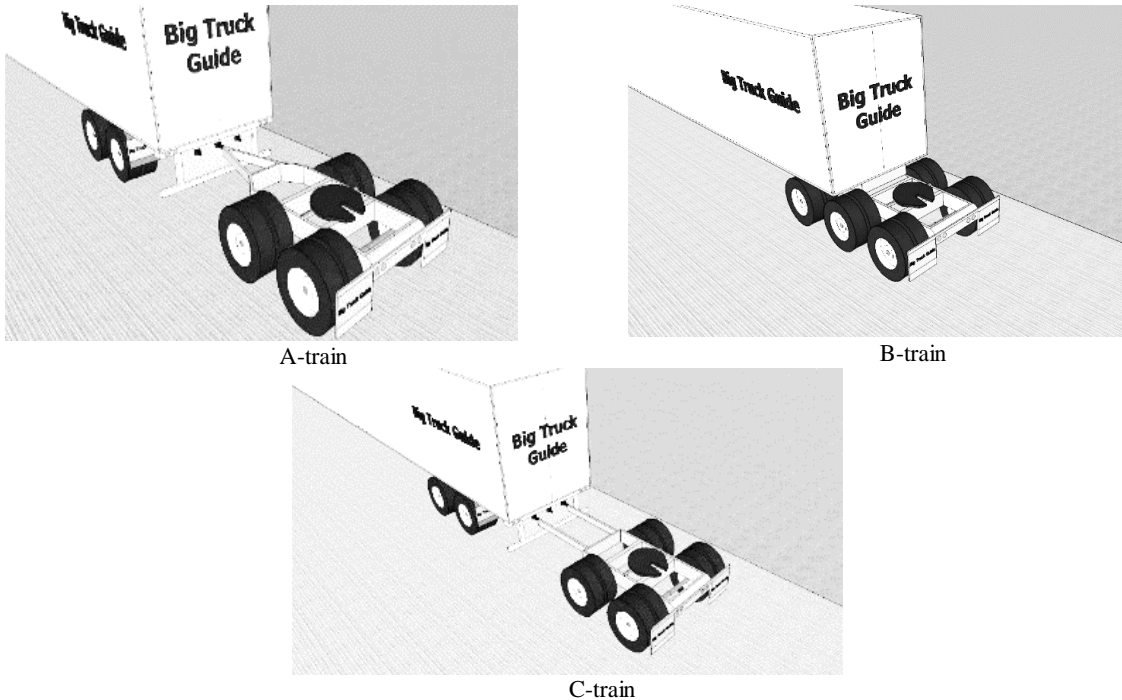 Big Truck Guide
Big Truck
Guide
A-train
Big Truck Guide
Big Truck
Guide
B-train
Big Truck Guide
Big Truck
Guide
C-train